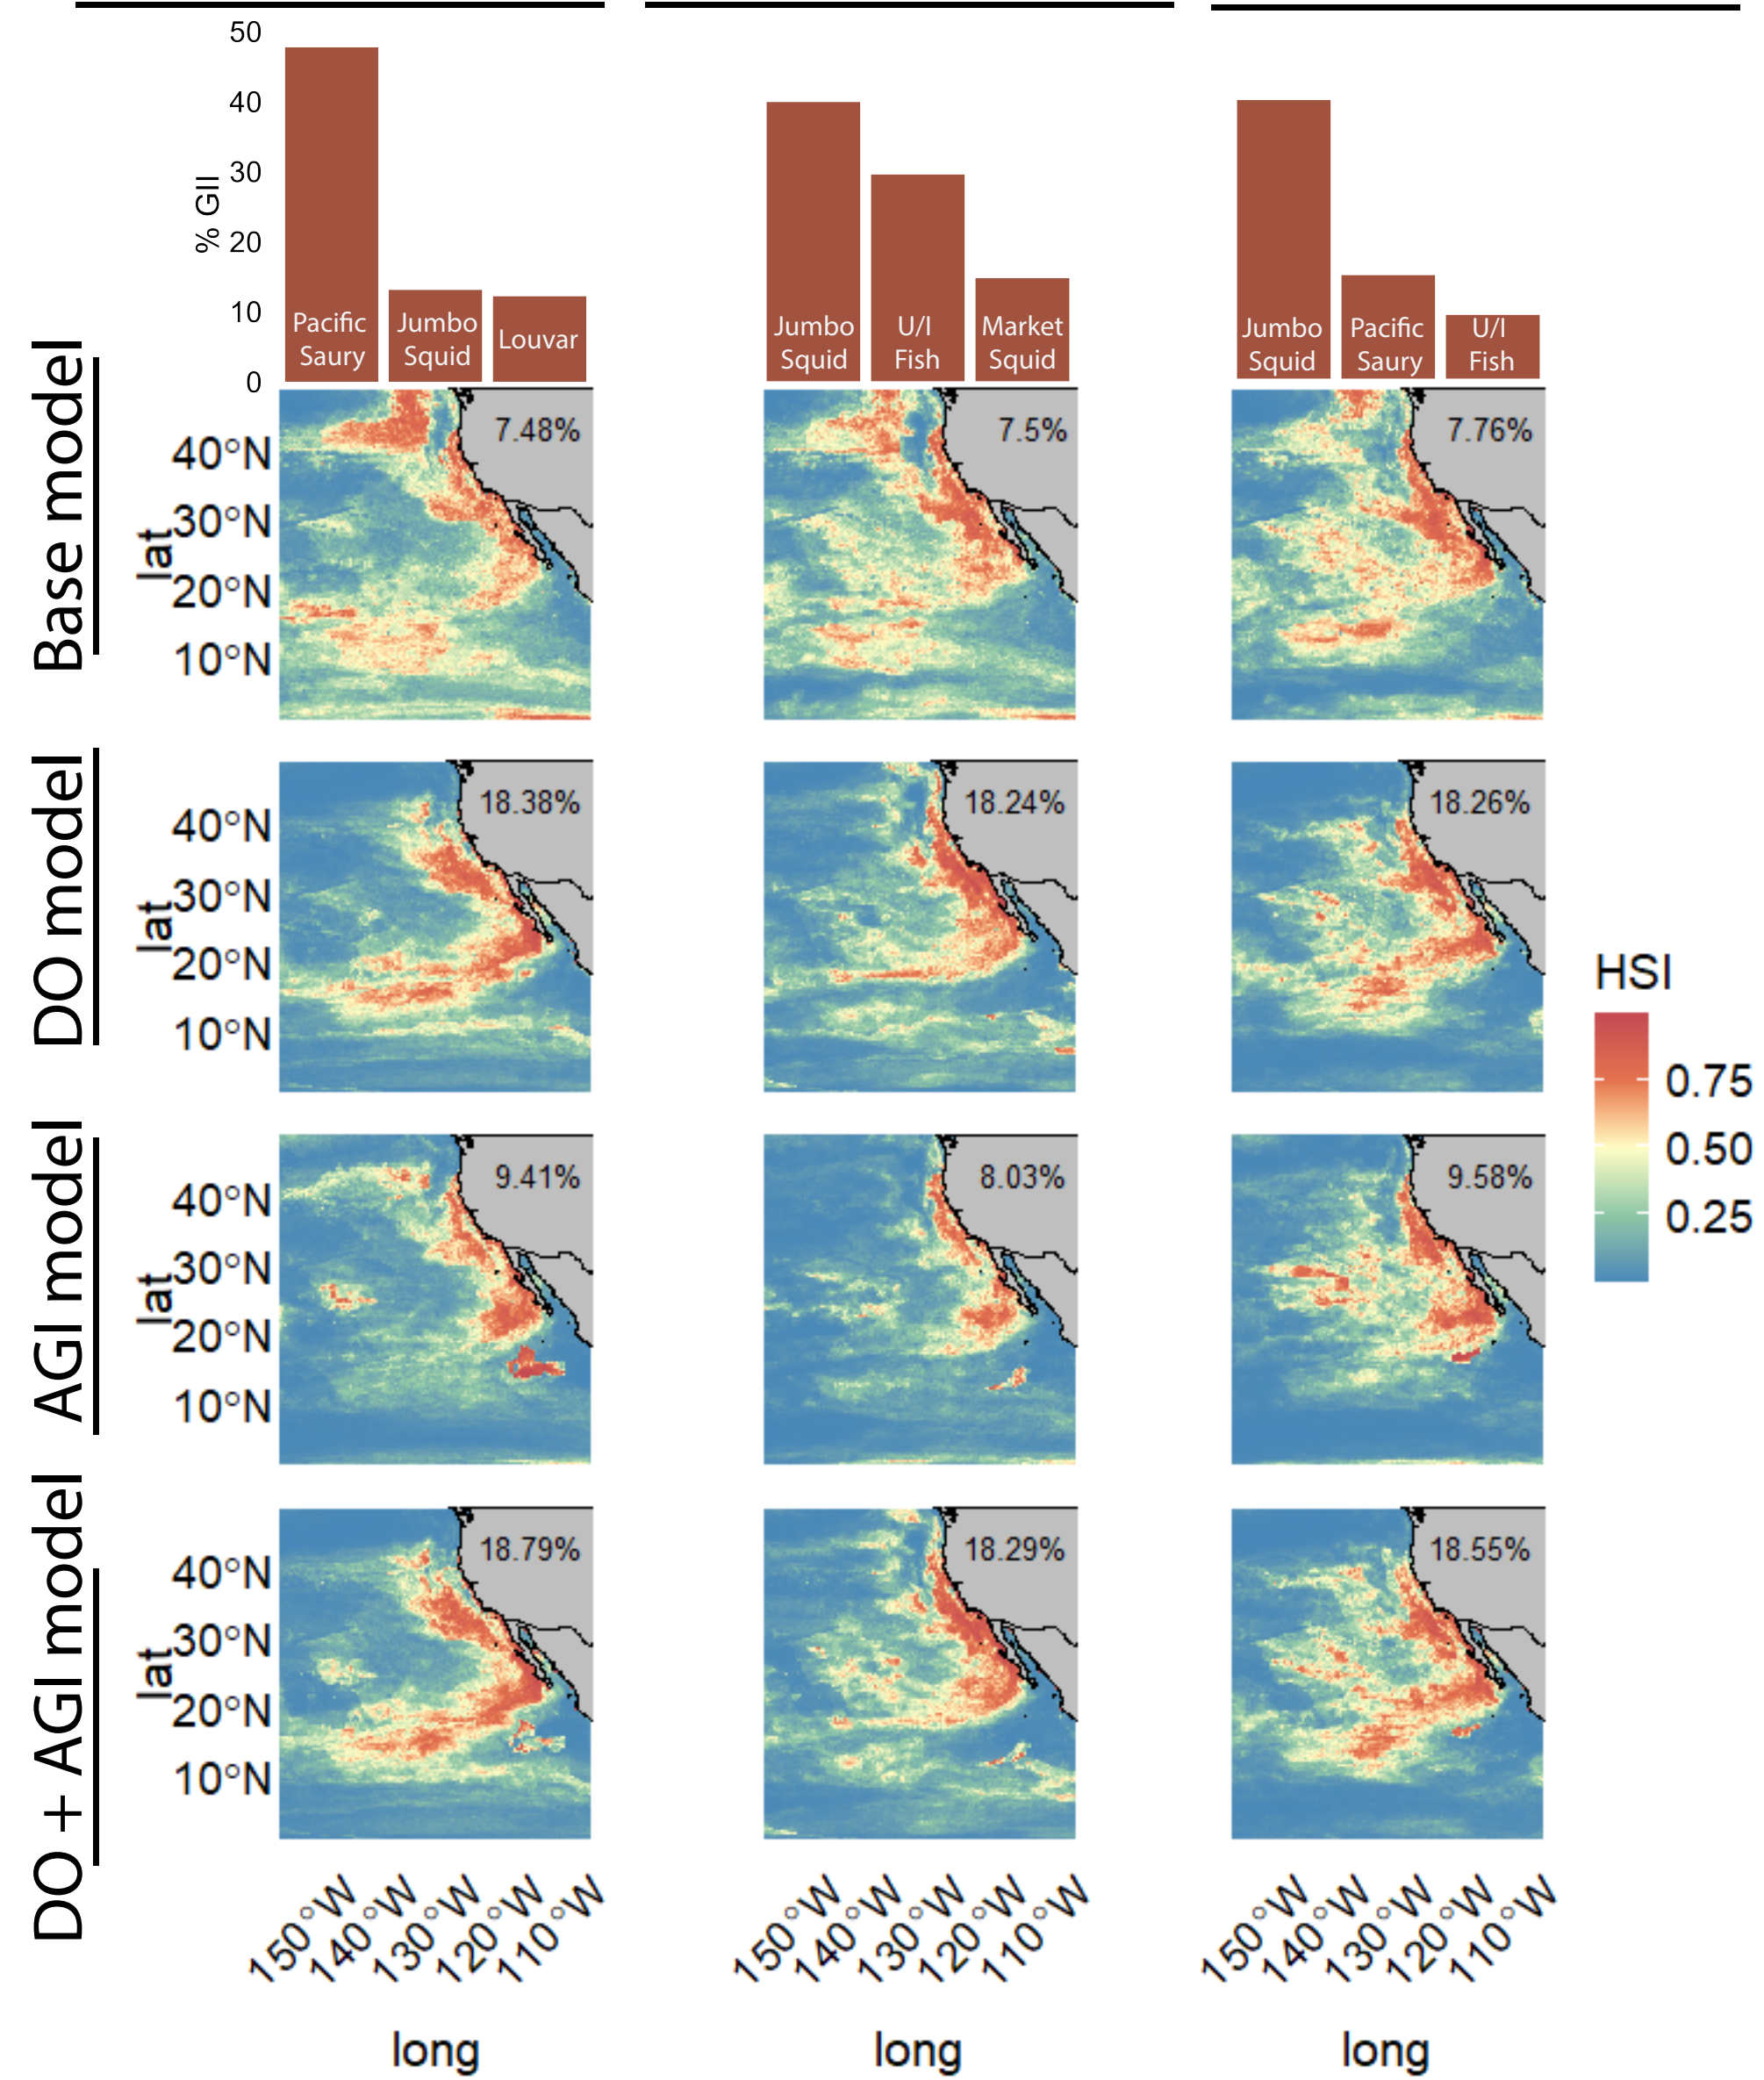 50
40
30
20
10
0
% GII
Pacific
Saury
Jumbo
Squid
Louvar
Jumbo
Squid
U/I
Fish
Market
Squid
Jumbo
Squid
Pacific
Saury
U/I
Fish
Base model
lat
40°N
30°N
20°N
10°N
7.48%
7.5%
7.76%
DO model
lat
40°N
30°N
20°N
10°N
18.38%
18.24%
18.26%
HSI
0.75
0.50
0.25
AGI model
lat
40°N
30°N
20°N
10°N
9.41%
8.03%
9.58%
DO + AGI model
lat
40°N
30°N
20°N
10°N
18.79%
18.29%
18.55%
150°W
140°W
130°W
120°W
110°W
150°W
140°W
130°W
120°W
110°W
150°W
140°W
130°W
120°W
110°W
long
long
long